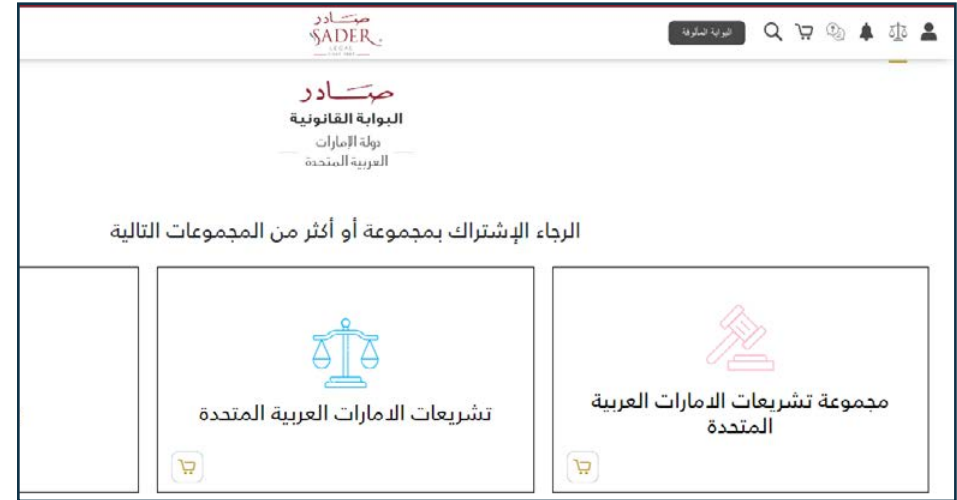 صادر
SADER
LEGAL
البوابة المألوفة
صادر
البوابة القانونية
دولة الإمارات
العربية المتحدة
الرجاء الإشتراك بمجموعة أو أكثر من المجموعات التالية
مجموعة تشريعات الامارات العربية
المتحدة
تشريعات الامارات العربية المتحدة